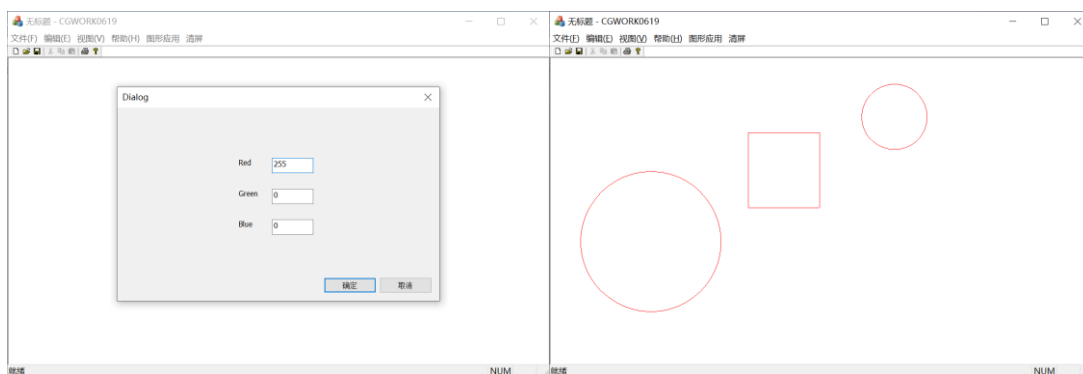 无标题 - CGWORK0619
文件(F) 编辑(E) 视图(V) 帮助(H) 图形应用 清屏
Dialog
Red 255
Green 0
Blue 0
确定 取消
就绪 NUM
无标题 - CGWORK0619
文件(F) 编辑(E) 视图(V) 帮助(H) 图形应用 清屏
就绪 NUM